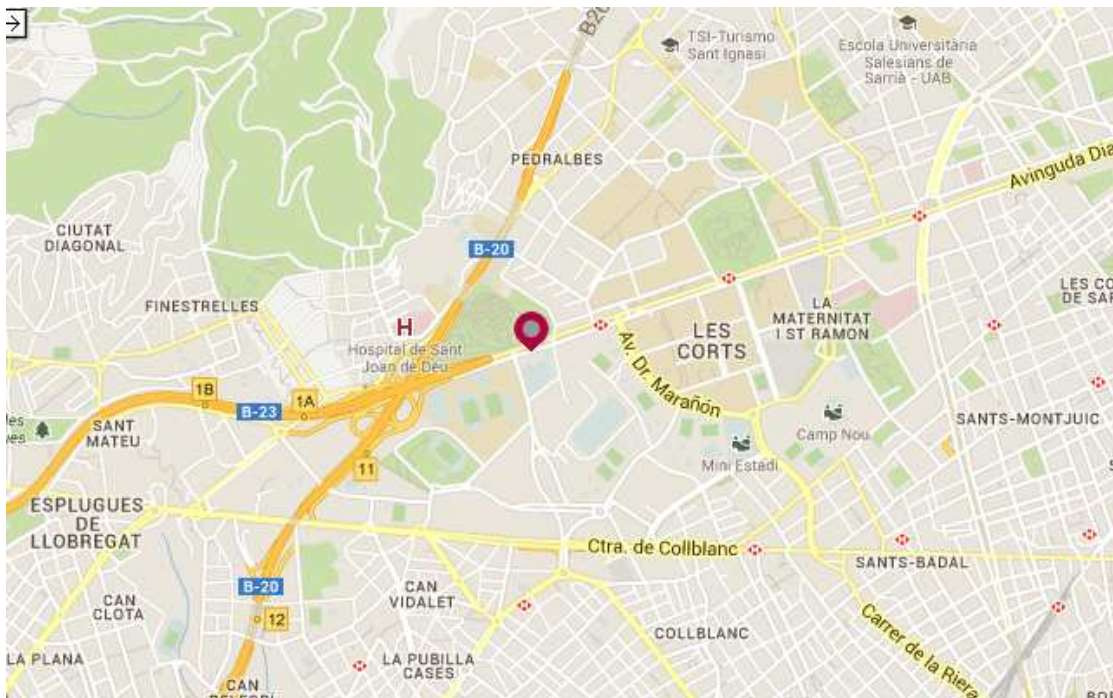 B20
TSI-Turismo
Sant Ignasi
Escola Universitària
Salesians de
Sarrià - UAB
PEDRALBES
Avinguda Dia
CIUTAT
DIAGONAL
B-20
FINESTRELLES
LES CO
DE SAR
LA
MATERNITAT
I ST RAMON
H
Hospital de Sant
Joan de Déu
LES
CORTS
Av. Dr. Marañón
1B
1A
B-23
SANT
MATEU
Camp Nou
SANTS-MONTJUIC
Mini Estadi
11
ESPLUGUES
DE
LLOBREGAT
Ctra. de Collblanc
SANTS-BADAL
B-20
CAN
VIDALET
CAN
CLOTA
12
COLLBLANC
Carrer de la Riera
LA PLANA
LA PUBILLA
CASES
CAN